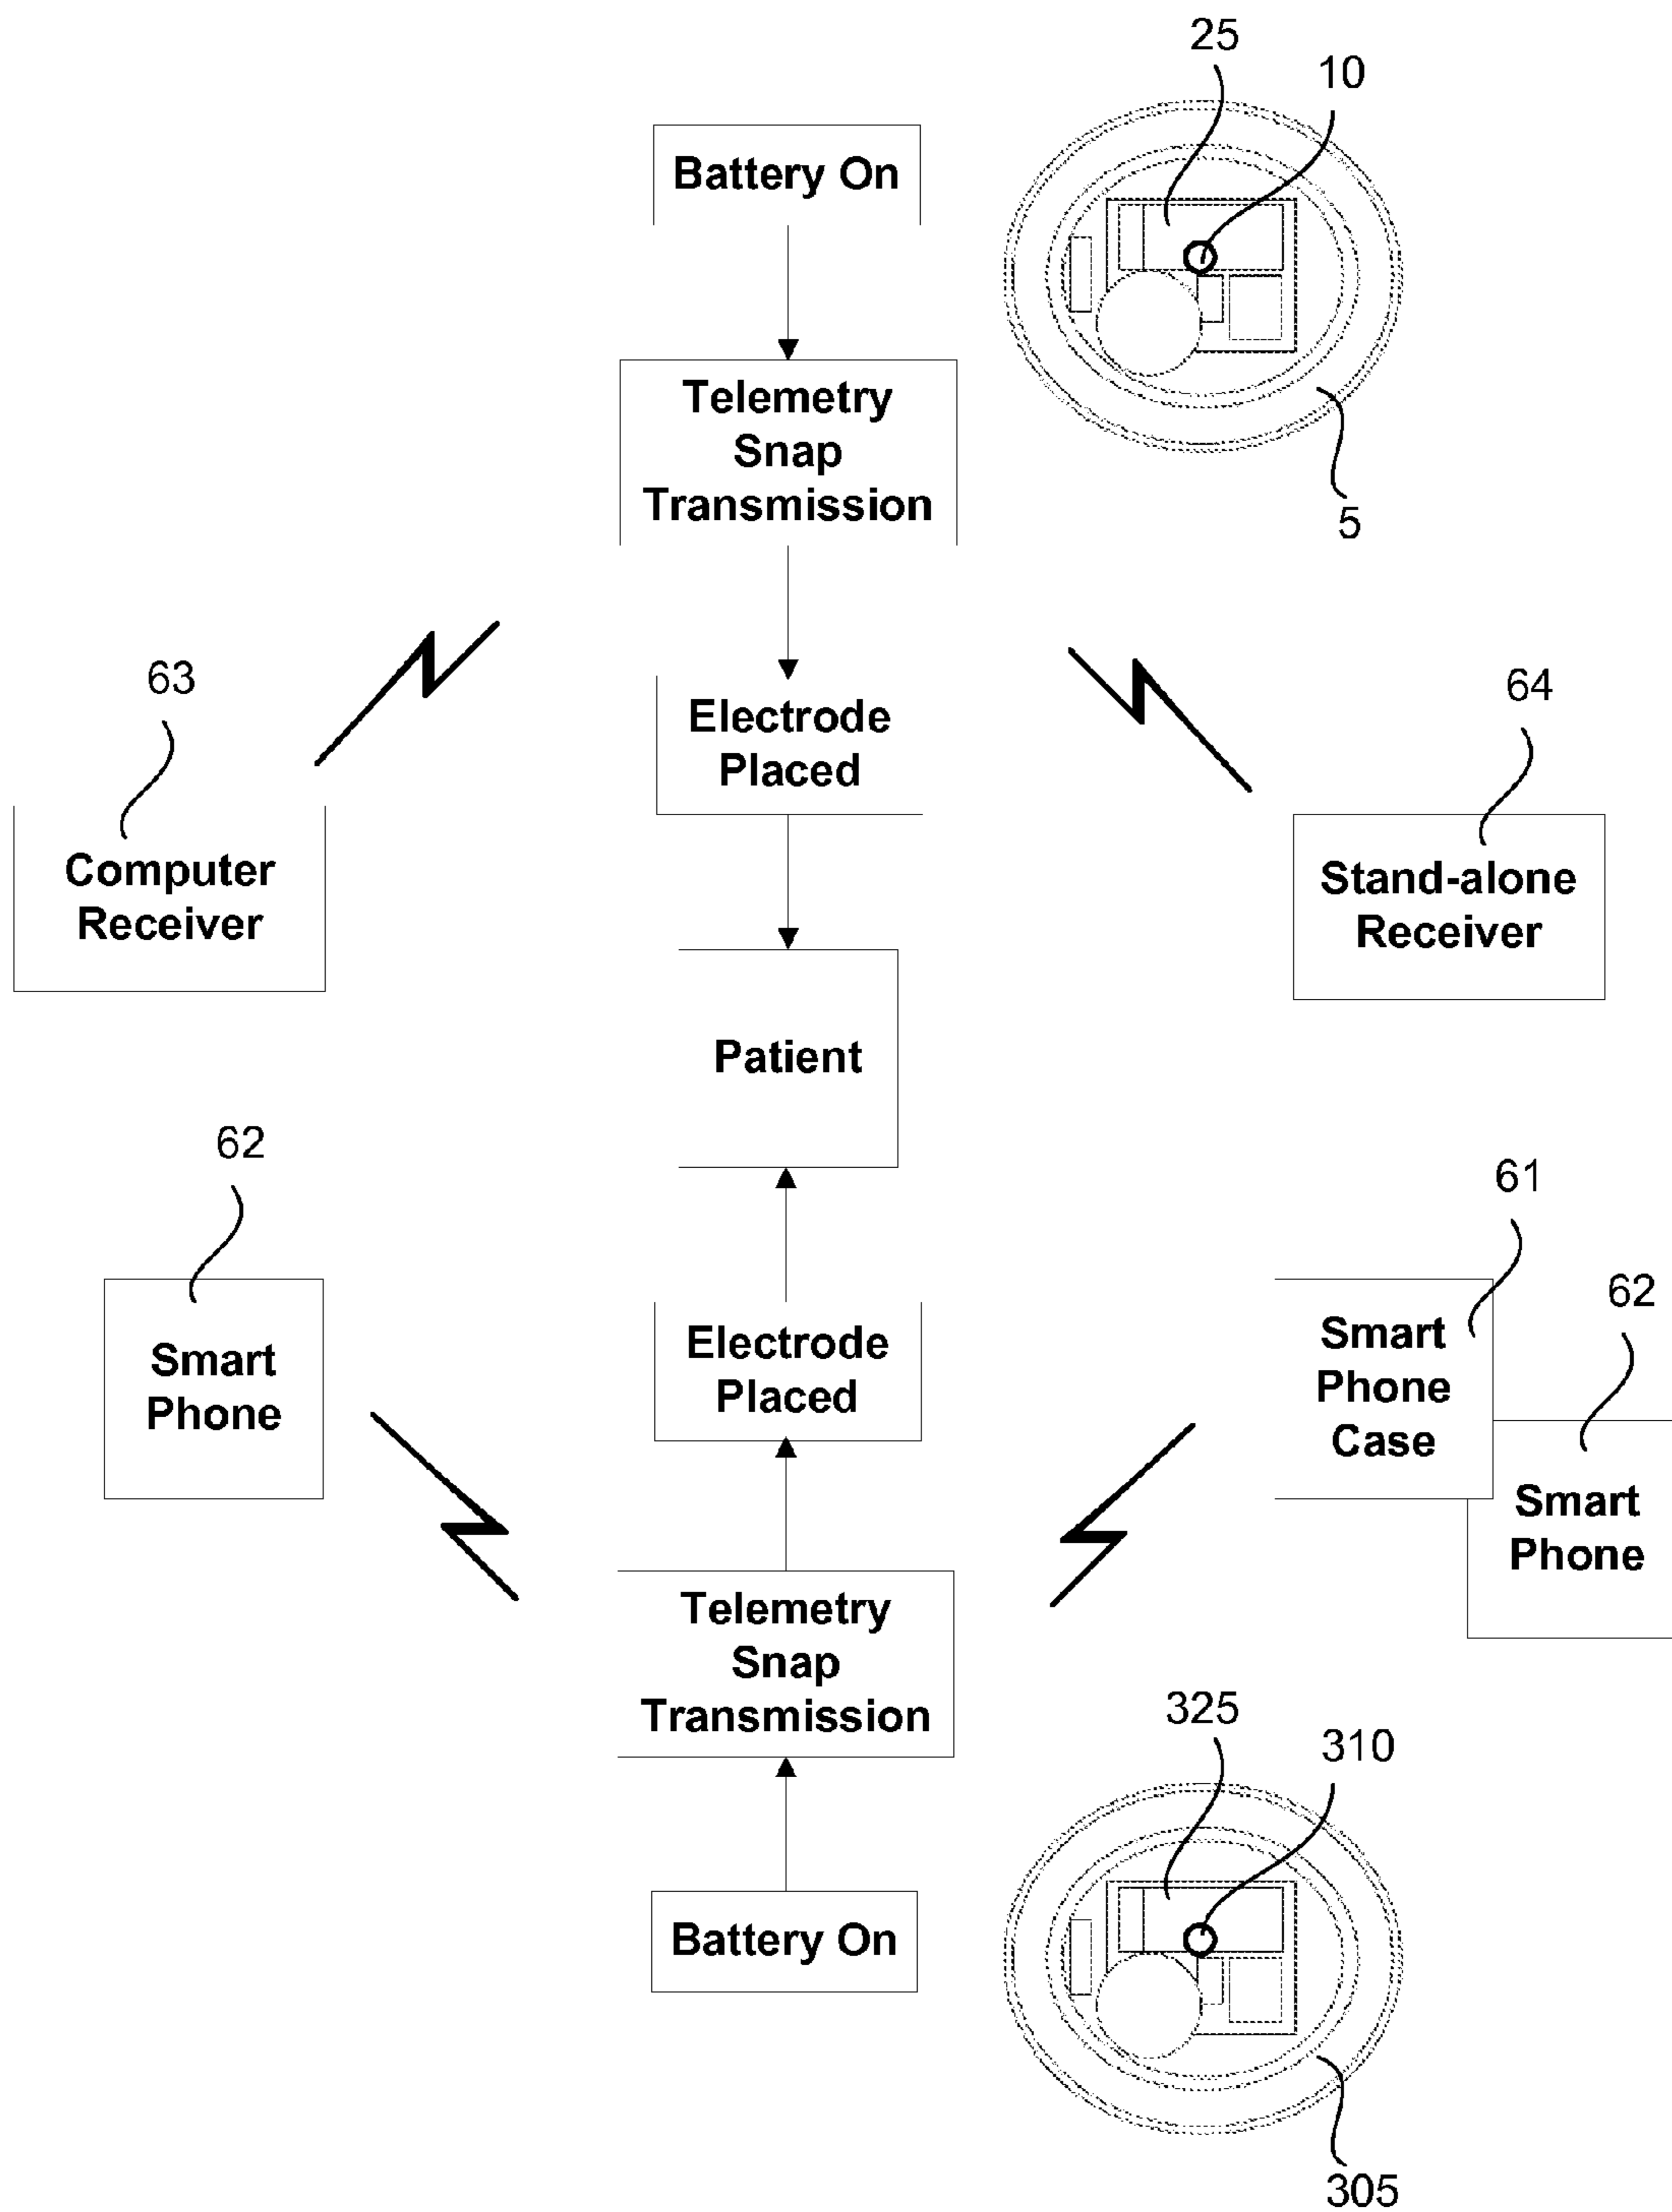 25
10
Battery On
Telemetry
Snap
Transmission
5
63
64
Electrode
Placed
Computer
Receiver
Stand-alone
Receiver
Patient
62
61
62
Smart
Phone
Electrode
Placed
Smart
Phone
Case
Smart
Phone
Telemetry
Snap
Transmission
325
310
Battery On
305